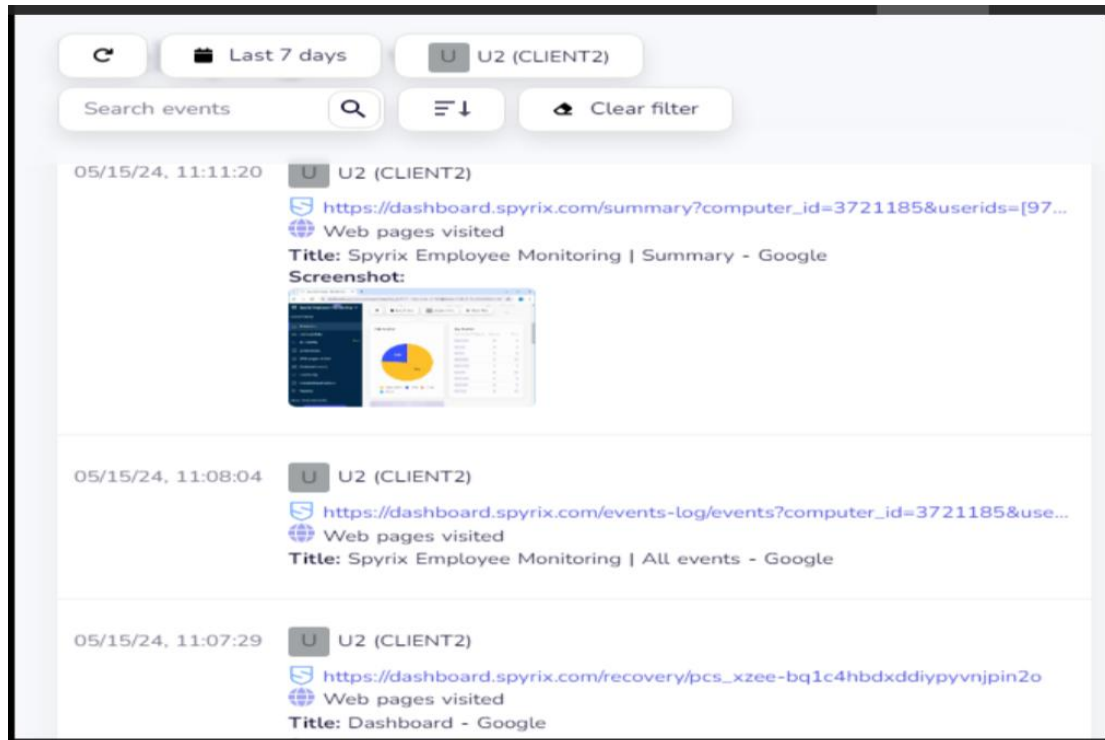 Last 7 days
U U2 (CLIENT2)
Search events
Clear filter
05/15/24, 11:11:20
U U2 (CLIENT2)
https://dashboard.spyrix.com/summary?computer_id=3721185&userids=[97...
Web pages visited
Title: Spyrix Employee Monitoring | Summary - Google
Screenshot:
05/15/24, 11:08:04
U U2 (CLIENT2)
https://dashboard.spyrix.com/events-log/events?computer_id=3721185&use...
Web pages visited
Title: Spyrix Employee Monitoring | All events - Google
05/15/24, 11:07:29
U U2 (CLIENT2)
https://dashboard.spyrix.com/recovery/pcs_xzee-bq1c4hbdxddiypyvnjpin2o
Web pages visited
Title: Dashboard - Google